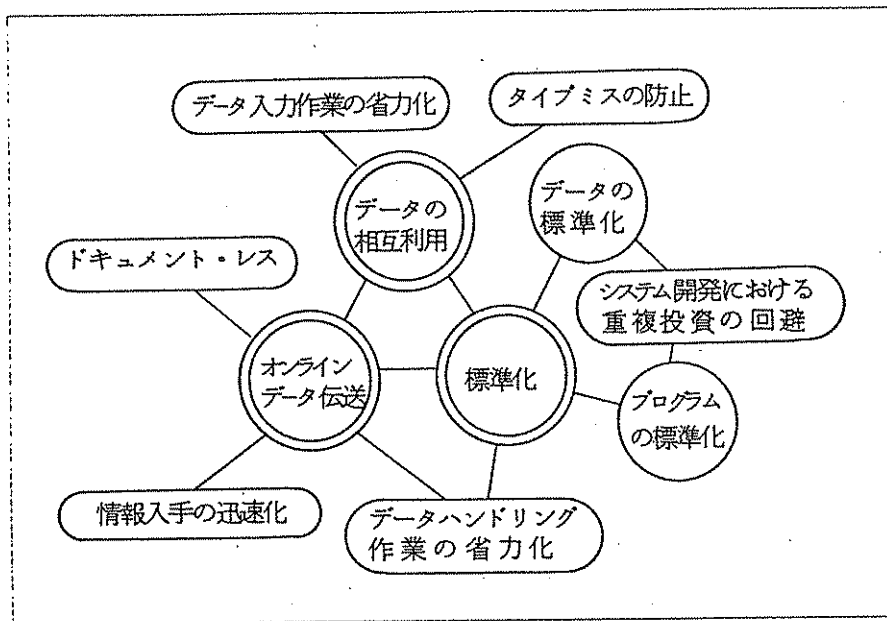 データ入力作業の省力化
タイプミスの防止
データの
相互利用
データの
標準化
ドキュメント・レス
システム開発における
重複投資の回避
オンライン
データ伝送
標準化
プログラム
の標準化
情報入手の迅速化
データハンドリング
作業の省力化